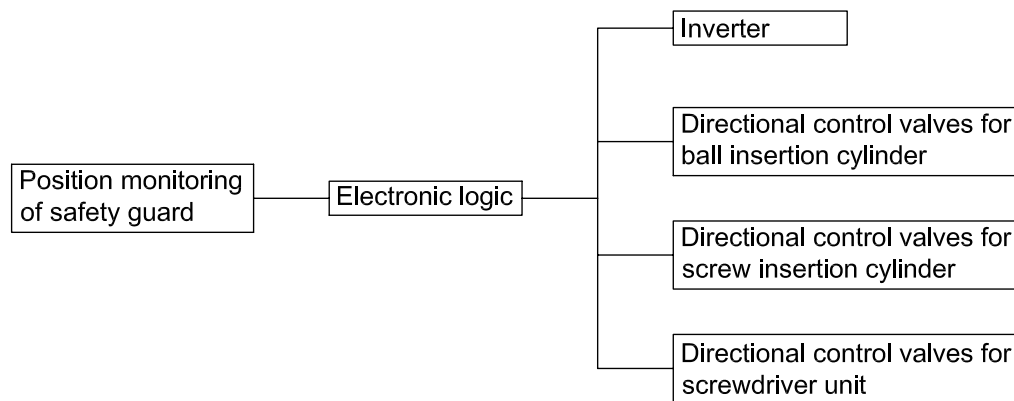 Position monitoring
of safety guard
Electronic logic
Inverter
Directional control valves for
ball insertion cylinder
Directional control valves for
screw insertion cylinder
Directional control valves for
screwdriver unit